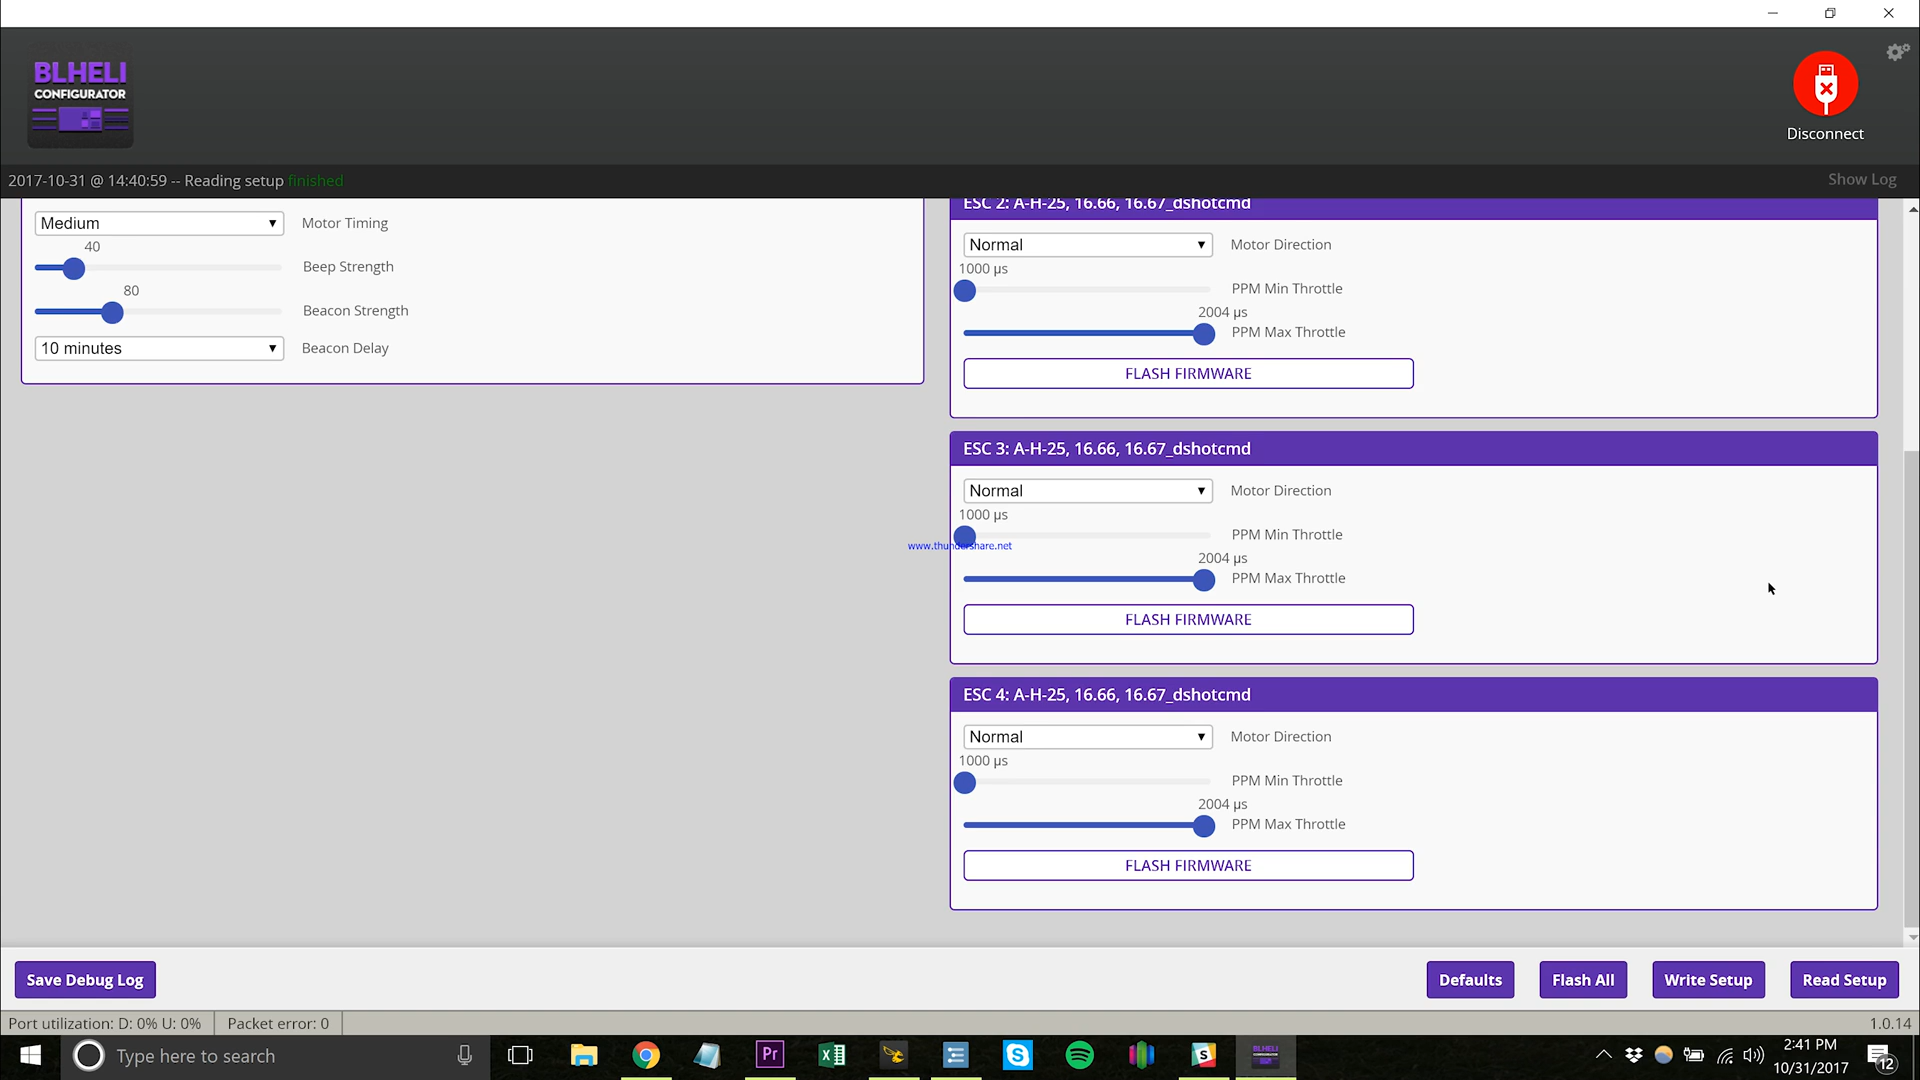 BLHELI
CONFIGURATOR
Disconnect
2017-10-31 @ 14:40:59 -- Reading setup finished
Show Log
Medium
Motor Timing
40
Beep Strength
80
Beacon Strength
10 minutes
Beacon Delay
ESC 2: A-H-25, 16.66, 16.67_dshotcmd
Normal
Motor Direction
1000 µs
PPM Min Throttle
2004 µs
PPM Max Throttle
FLASH FIRMWARE
ESC 3: A-H-25, 16.66, 16.67_dshotcmd
Normal
Motor Direction
1000 µs
PPM Min Throttle
www.thundershare.net
2004 µs
PPM Max Throttle
FLASH FIRMWARE
ESC 4: A-H-25, 16.66, 16.67_dshotcmd
Normal
Motor Direction
1000 µs
PPM Min Throttle
2004 µs
PPM Max Throttle
FLASH FIRMWARE
Save Debug Log
Defaults
Flash All
Write Setup
Read Setup
Port utilization: D: 0% U: 0%
Packet error: 0
1.0.14
Type here to search
Pr
BLHELI
CONFIGURATOR
2:41 PM
10/31/2017
12